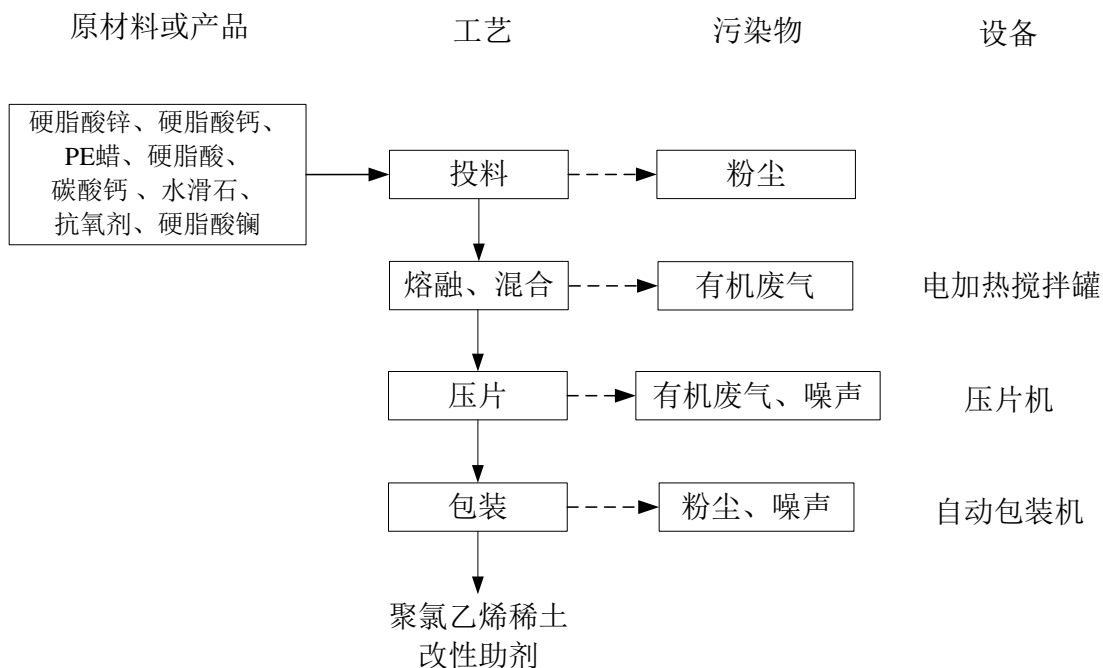 原材料或产品
工艺
污染物
设备
硬脂酸锌、硬脂酸钙、
PE蜡、硬脂酸、
碳酸钙、水滑石、
抗氧剂、硬脂酸镧
投料
粉尘
熔融、混合
有机废气
电加热搅拌罐
压片
有机废气、噪声
压片机
包装
粉尘、噪声
自动包装机
聚氯乙烯稀土
改性助剂